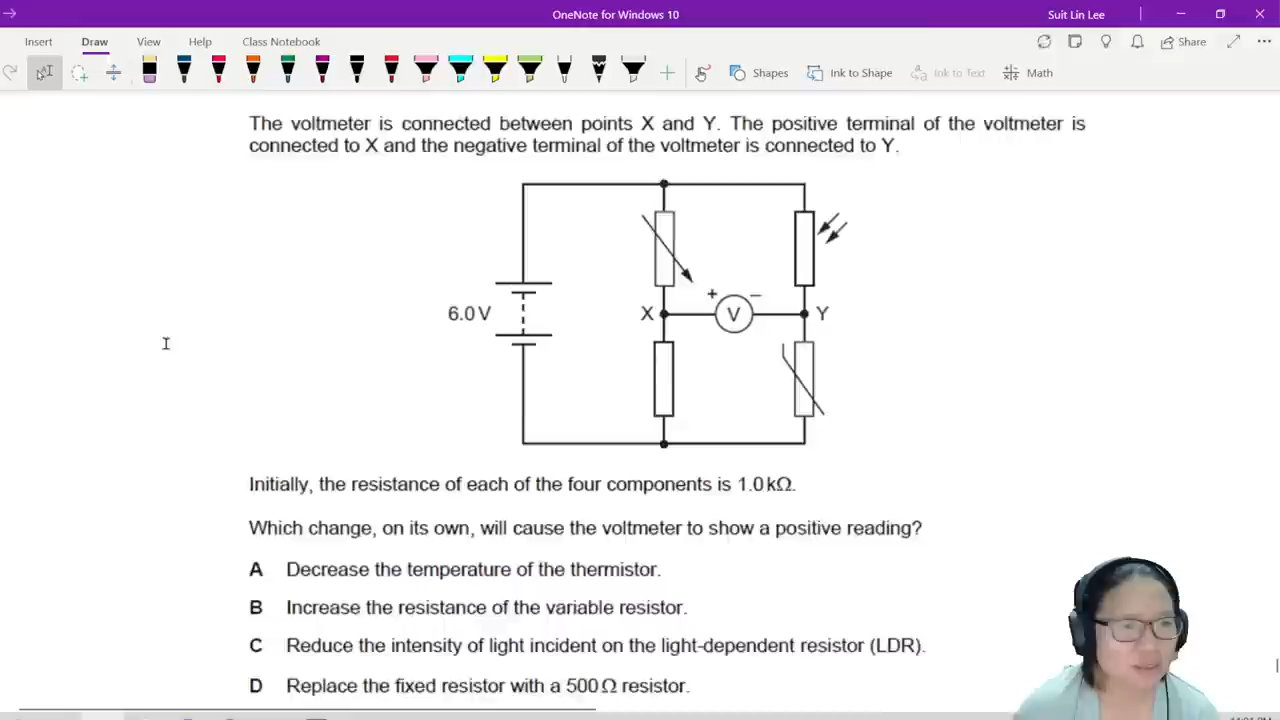 OneNote for Windows 10
Suit Lin Lee
Insert Draw View Help Class Notebook
Share
Shapes Ink to Shape Ink to Text Math
The voltmeter is connected between points X and Y. The positive terminal of the voltmeter is
connected to X and the negative terminal of the voltmeter is connected to Y.
6.0 V
X
+
V
–
Y
Initially, the resistance of each of the four components is 1.0 kΩ.
Which change, on its own, will cause the voltmeter to show a positive reading?
A Decrease the temperature of the thermistor.
B Increase the resistance of the variable resistor.
C Reduce the intensity of light incident on the light-dependent resistor (LDR).
D Replace the fixed resistor with a 500 Ω resistor.